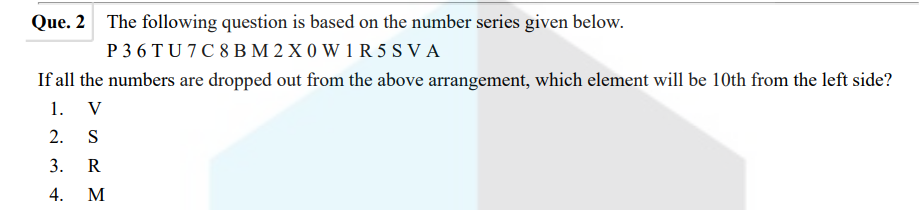 Que. 2 The following question is based on the number series given below.
P 3 6 T U 7 C 8 B M 2 X 0 W 1 R 5 S V A
If all the numbers are dropped out from the above arrangement, which element will be 10th from the left side?
1. V
2. S
3. R
4. M